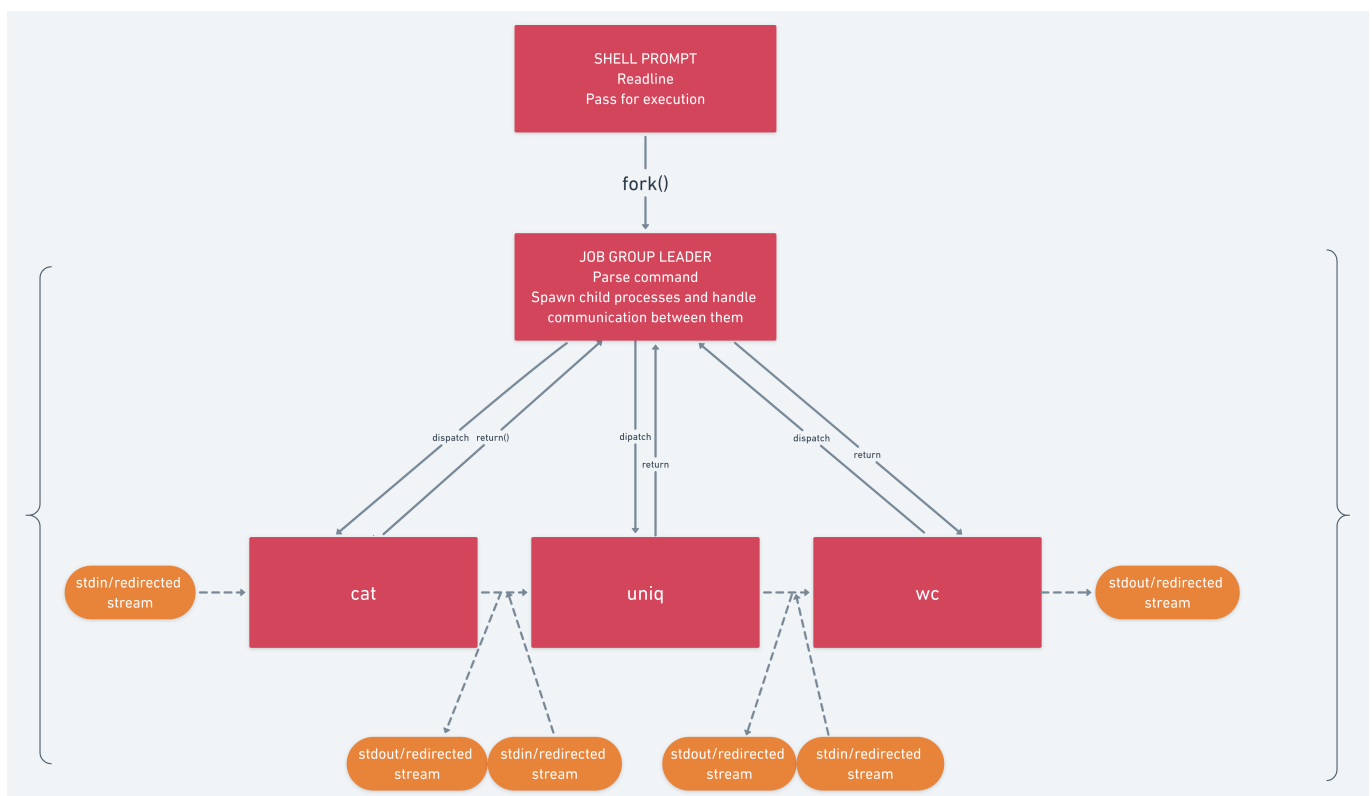 SHELL PROMPT
Readline
Pass for execution
fork()
JOB GROUP LEADER
Parse command
Spawn child processes and handle
communication between them
dispatch
return()
dipatch
return
dispatch
return
stdin/redirected
stream
cat
uniq
wc
stdout/redirected
stream
stdout/redirected
stream
stdin/redirected
stream
stdout/redirected
stream
stdin/redirected
stream